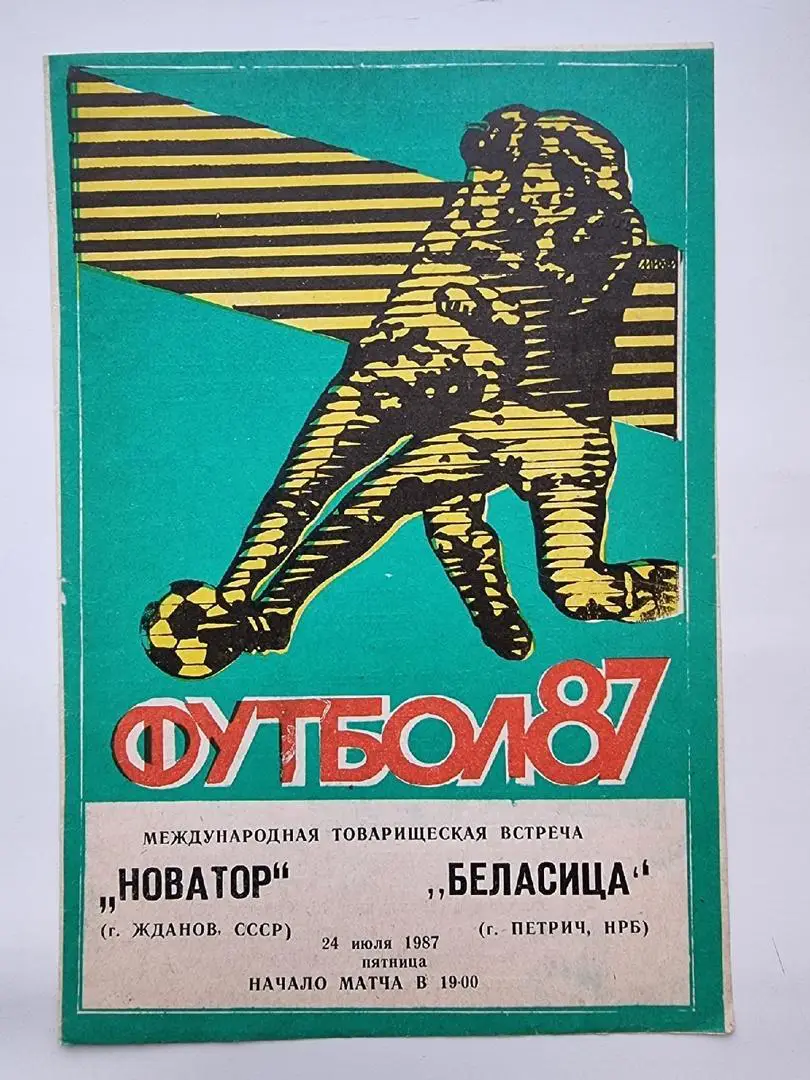 ФУТБОЛ87
МЕЖДУНАРОДНАЯ ТОВАРИЩЕСКАЯ ВСТРЕЧА
„НОВАТОР" „БЕЛАСИЦА"
(г. ЖДАНОВ, СССР) (г. ПЕТРИЧ, НРБ)
24 июля 1987
пятница
НАЧАЛО МАТЧА В 19·00